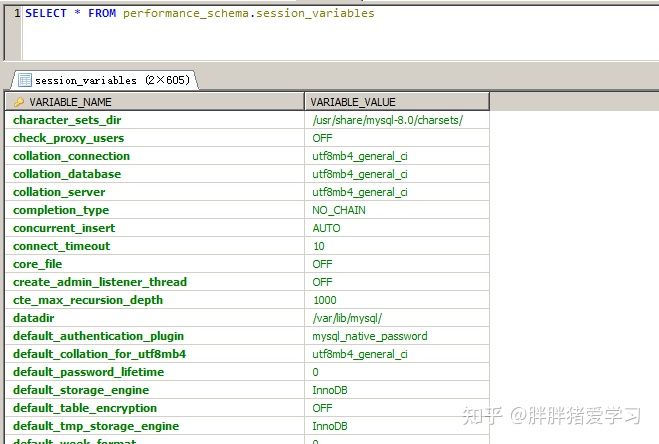 1 SELECT * FROM performance_schema.session_variables
session_variables (2×605)
VARIABLE_NAME VARIABLE_VALUE
character_sets_dir /usr/share/mysql-8.0/charsets/
check_proxy_users OFF
collation_connection utf8mb4_general_ci
collation_database utf8mb4_general_ci
collation_server utf8mb4_general_ci
completion_type NO_CHAIN
concurrent_insert AUTO
connect_timeout 10
core_file OFF
create_admin_listener_thread OFF
cte_max_recursion_depth 1000
datadir /var/lib/mysql/
default_authentication_plugin mysql_native_password
default_collation_for_utf8mb4 utf8mb4_general_ci
default_password_lifetime 0
default_storage_engine InnoDB
default_table_encryption OFF
default_tmp_storage_engine InnoDB
default_week_format 0
知乎 @胖胖猪爱学习